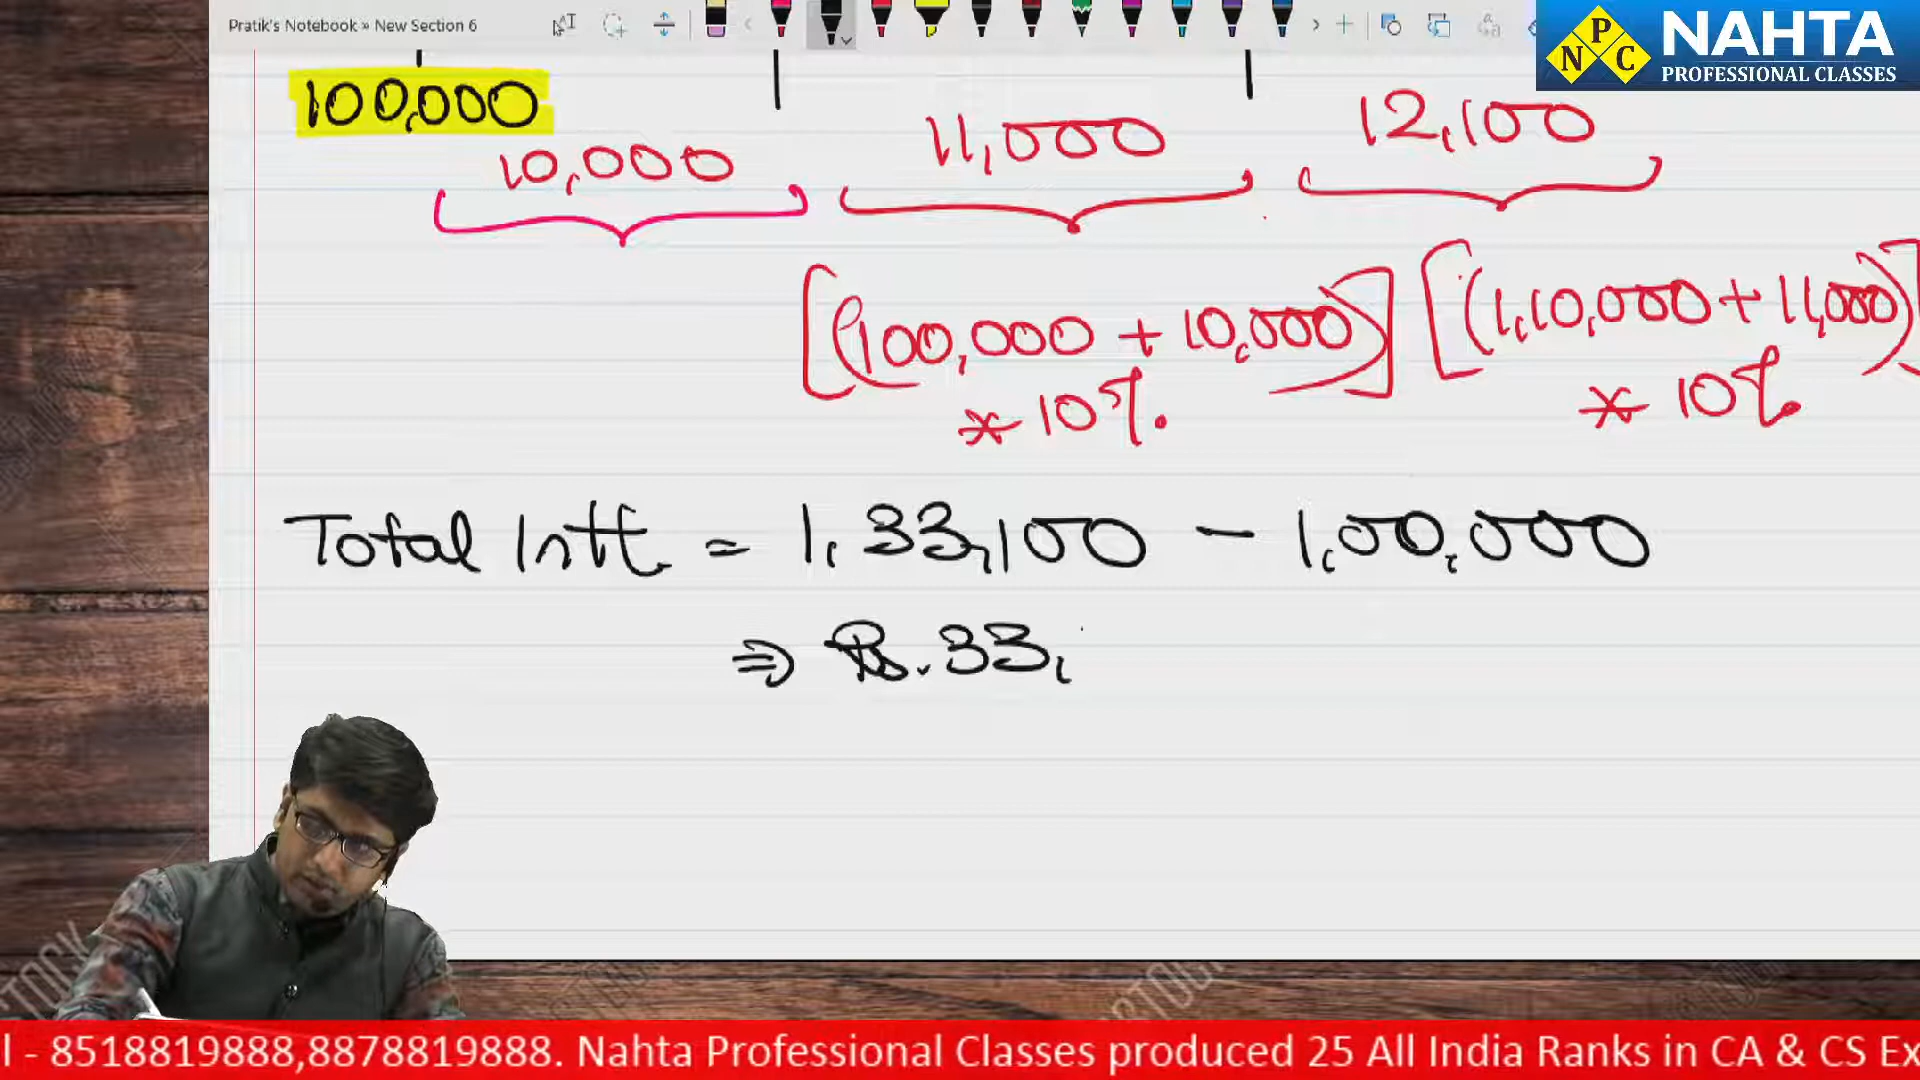 Pratik's Notebook » New Section 6
NPC
NAHTA
PROFESSIONAL CLASSES
100,000
10,000
11,000
12,100
[(100,000 + 10,000)]
* 10%.
[(1,10,000 + 11,000)]
* 10%
Total Intt. = 1,33,100 - 1,00,000
⇒ Rs. 33,
l - 8518819888,8878819888. Nahta Professional Classes produced 25 All India Ranks in CA & CS Ex